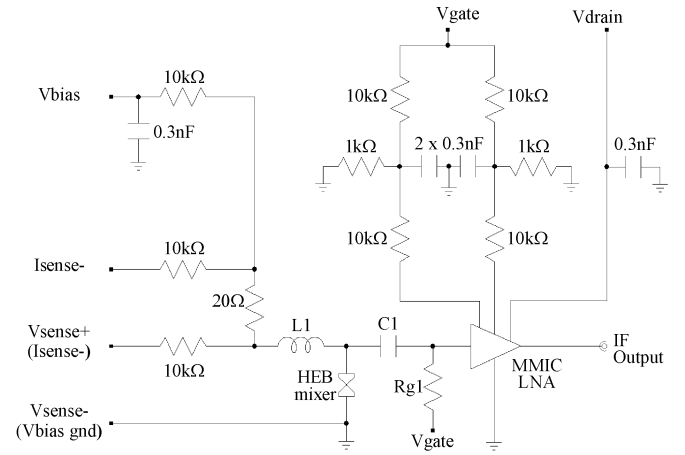 Vgate
Vdrain
10kΩ
Vbias
0.3nF
10kΩ
10kΩ
1kΩ
2 x 0.3nF
1kΩ
0.3nF
10kΩ
Isense-
10kΩ
10kΩ
20Ω
Vsense+
(Isense-)
10kΩ
L1
C1
HEB
mixer
Rg1
MMIC
LNA
IF
Output
Vsense-
(Vbias gnd)
Vgate